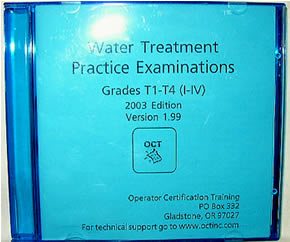 Water Treatment
Practice Examinations
Grades T1-T4 (I-IV)
2003 Edition
Version 1.99
OCT
Operator Certification Training
PO Box 332
Gladstone, OR 97027
For technical support go to www.octinc.com